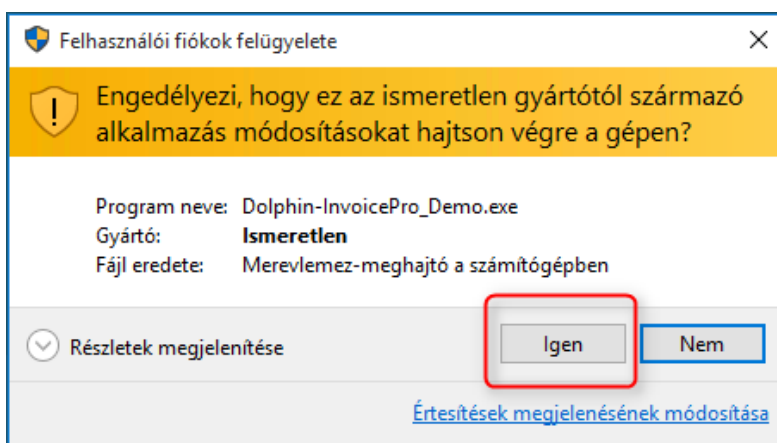 Felhasználói fiókok felügyelete
Engedélyezi, hogy ez az ismeretlen gyártótól származó
alkalmazás módosításokat hajtson végre a gépen?
Program neve: Dolphin-InvoicePro_Demo.exe
Gyártó: Ismeretlen
Fájl eredete: Merevlemez-meghajtó a számítógépben
Részletek megjelenítése Igen Nem
Értesítések megjelenésének módosítása